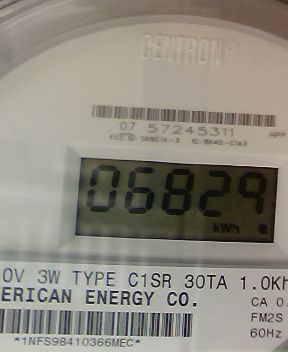 CENTRON®
07 57245311
06829
kWh
.0V 3W TYPE C1SR 30TA 1.0Kh
ERICAN ENERGY CO.
CA 0.
FM2S
60Hz
*1NFS98410366MEC*